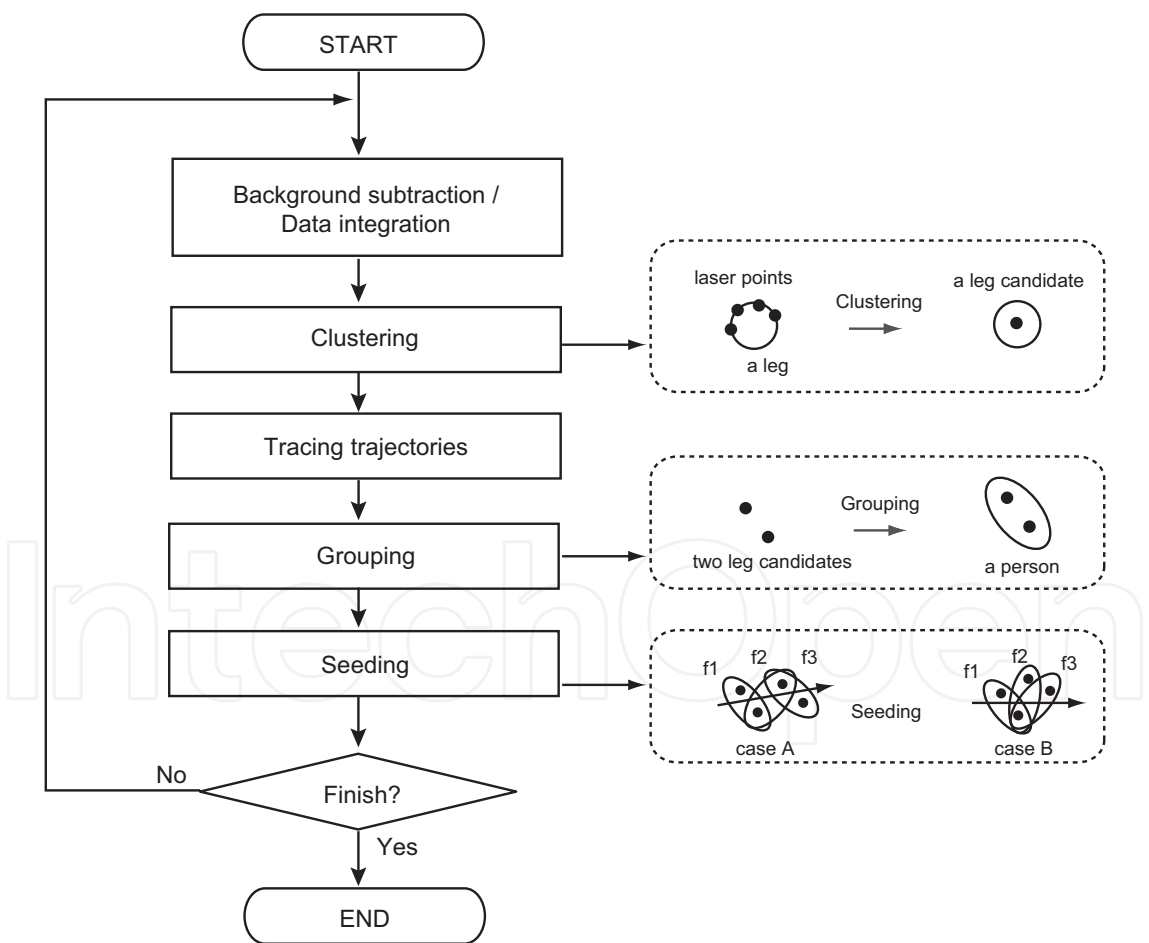 START
Background subtraction /
Data integration
Clustering
laser points
Clustering
a leg candidate
a leg
Tracing trajectories
Grouping
Grouping
two leg candidates
a person
Seeding
f1
f2
f3
Seeding
case A
f1
f2
f3
case B
No
Finish?
Yes
END
IntechOpen